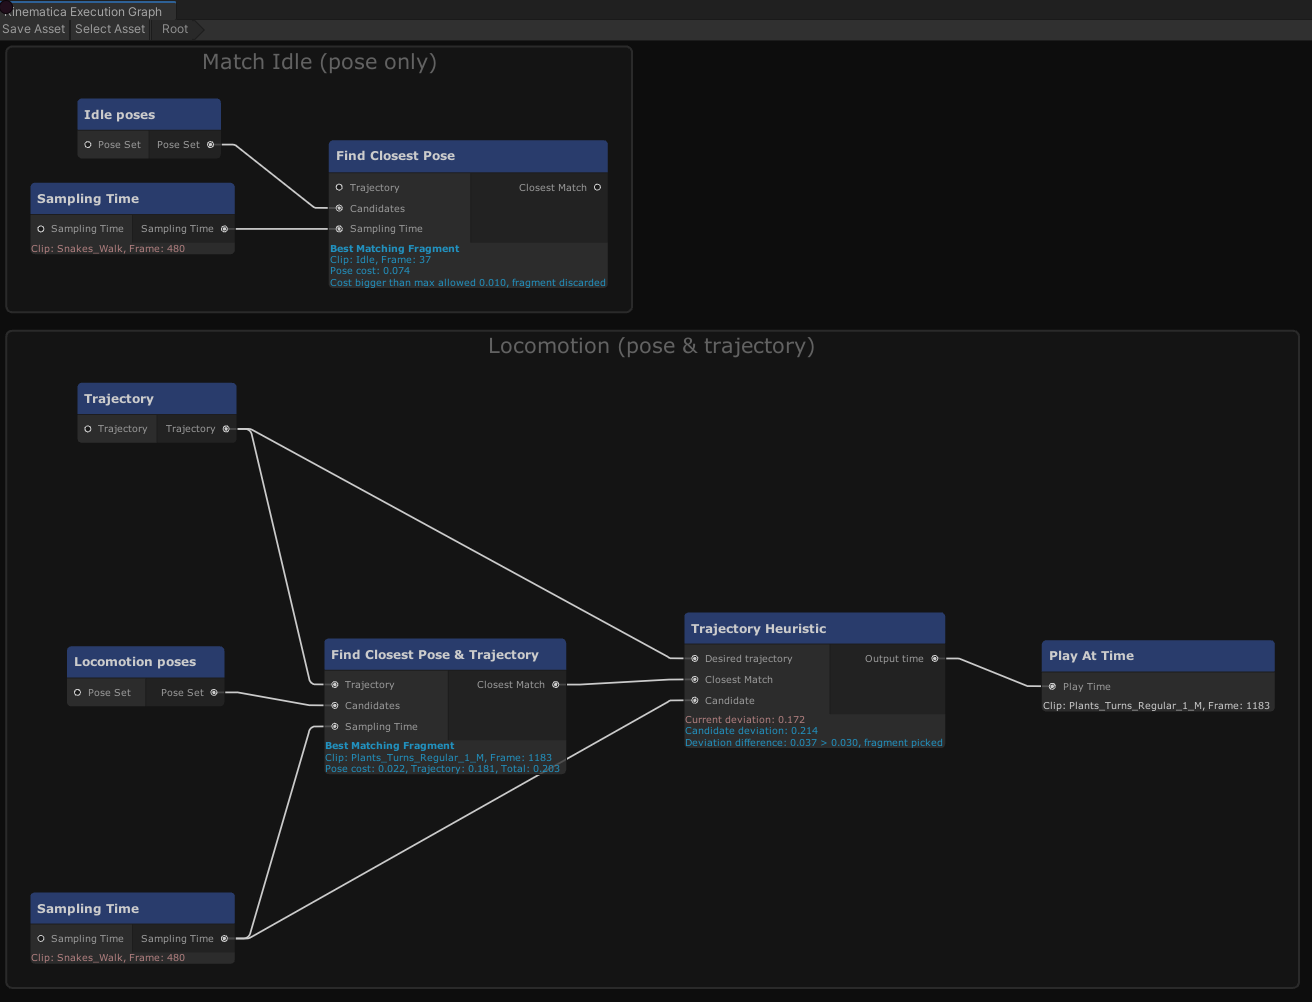 Kinematica Execution Graph
Save Asset Select Asset Root
Match Idle (pose only)
Idle poses
Pose Set Pose Set
Sampling Time
Sampling Time Sampling Time
Clip: Snakes_Walk, Frame: 480
Find Closest Pose
Trajectory Closest Match
Candidates
Sampling Time
Best Matching Fragment
Clip: Idle, Frame: 37
Pose cost: 0.074
Cost bigger than max allowed 0.010, fragment discarded
Locomotion (pose & trajectory)
Trajectory
Trajectory Trajectory
Locomotion poses
Pose Set Pose Set
Find Closest Pose & Trajectory
Trajectory Closest Match
Candidates
Sampling Time
Best Matching Fragment
Clip: Plants_Turns_Regular_1_M, Frame: 1183
Pose cost: 0.022, Trajectory: 0.181, Total: 0.203
Trajectory Heuristic
Desired trajectory Output time
Closest Match
Candidate
Current deviation: 0.172
Candidate deviation: 0.214
Deviation difference: 0.037 > 0.030, fragment picked
Play At Time
Play Time
Clip: Plants_Turns_Regular_1_M, Frame: 1183
Sampling Time
Sampling Time Sampling Time
Clip: Snakes_Walk, Frame: 480